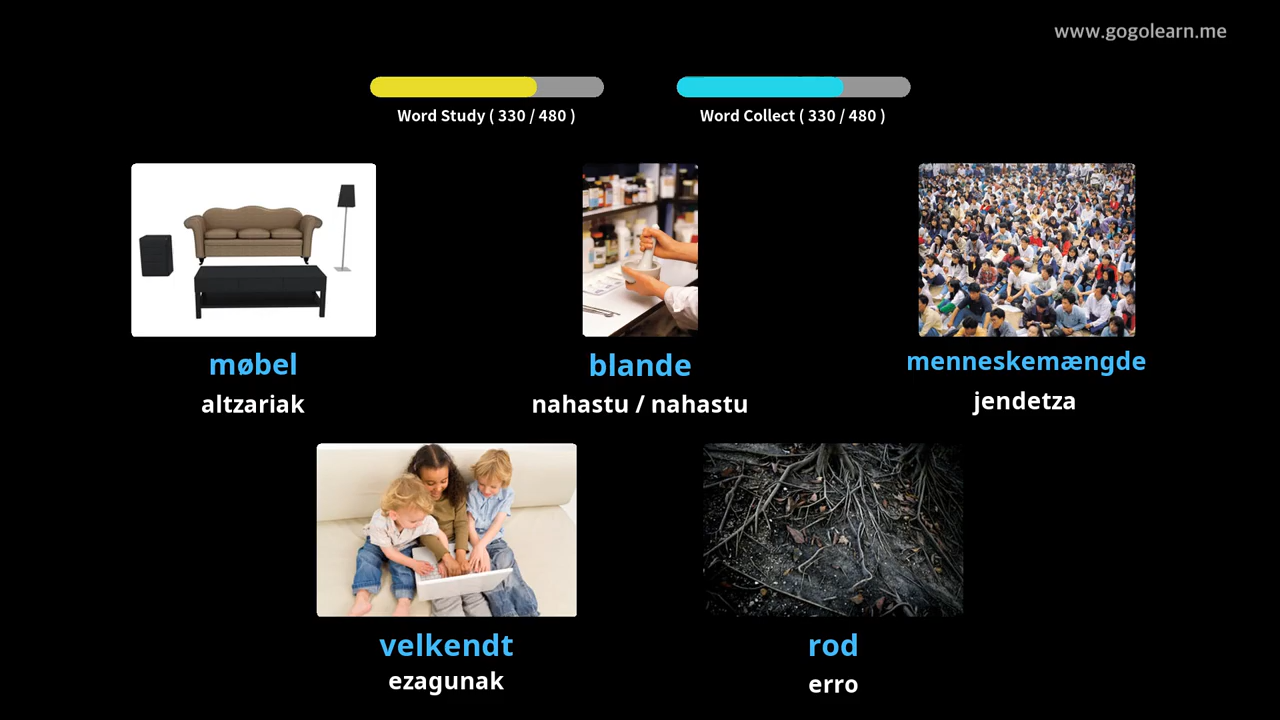 www.gogolearn.me
Word Study ( 330 / 480 )
Word Collect ( 330 / 480 )
møbel
altzariak
blande
nahastu / nahastu
menneskemængde
jendetza
velkendt
ezagunak
rod
erro